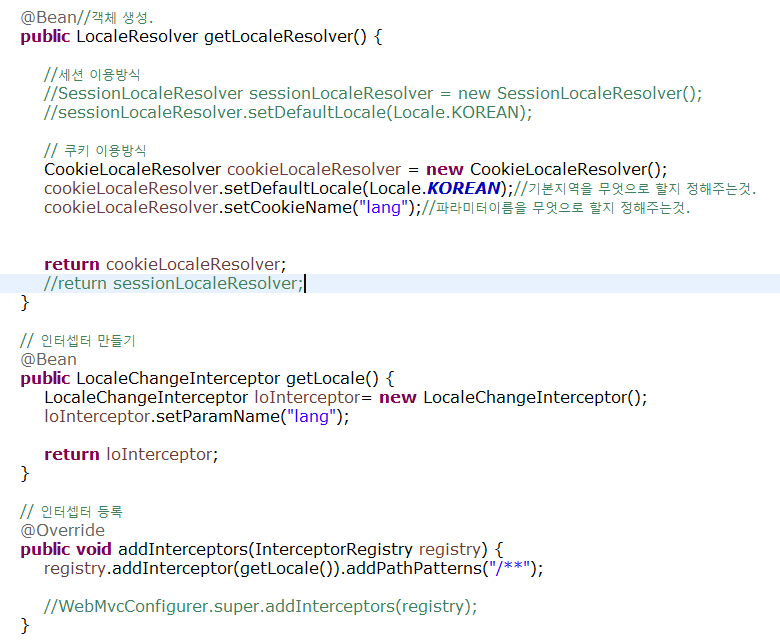 @Bean//객체 생성.
public LocaleResolver getLocaleResolver() {
//세션 이용방식
//SessionLocaleResolver sessionLocaleResolver = new SessionLocaleResolver();
//sessionLocaleResolver.setDefaultLocale(Locale.KOREAN);
// 쿠키 이용방식
CookieLocaleResolver cookieLocaleResolver = new CookieLocaleResolver();
cookieLocaleResolver.setDefaultLocale(Locale.KOREAN);//기본지역을 무엇으로 할지 정해주는것.
cookieLocaleResolver.setCookieName("lang");//파라미터이름을 무엇으로 할지 정해주는것.
return cookieLocaleResolver;
//return sessionLocaleResolver;
}
// 인터셉터 만들기
@Bean
public LocaleChangeInterceptor getLocale() {
LocaleChangeInterceptor loInterceptor= new LocaleChangeInterceptor();
loInterceptor.setParamName("lang");
return loInterceptor;
}
// 인터셉터 등록
@Override
public void addInterceptors(InterceptorRegistry registry) {
registry.addInterceptor(getLocale()).addPathPatterns("/**");
//WebMvcConfigurer.super.addInterceptors(registry);
}